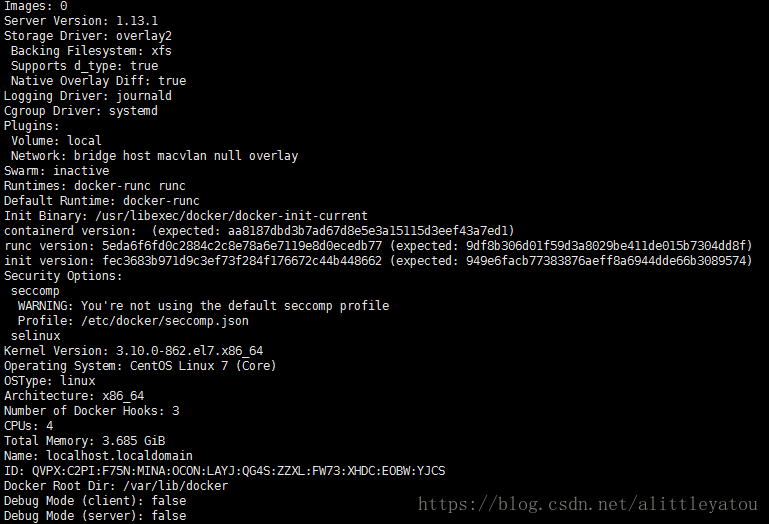 Images: 0
Server Version: 1.13.1
Storage Driver: overlay2
 Backing Filesystem: xfs
 Supports d_type: true
 Native Overlay Diff: true
Logging Driver: journald
Cgroup Driver: systemd
Plugins:
 Volume: local
 Network: bridge host macvlan null overlay
Swarm: inactive
Runtimes: docker-runc runc
Default Runtime: docker-runc
Init Binary: /usr/libexec/docker/docker-init-current
containerd version:  (expected: aa8187dbd3b7ad67d8e5e3a15115d3eef43a7ed1)
runc version: 5eda6f6fd0c2884c2c8e78a6e7119e8d0ecedb77 (expected: 9df8b306d01f59d3a8029be411de015b7304dd8f)
init version: fec3683b971d9c3ef73f284f176672c44b448662 (expected: 949e6facb77383876aeff8a6944dde66b3089574)
Security Options:
 seccomp
  WARNING: You're not using the default seccomp profile
  Profile: /etc/docker/seccomp.json
 selinux
Kernel Version: 3.10.0-862.el7.x86_64
Operating System: CentOS Linux 7 (Core)
OSType: linux
Architecture: x86_64
Number of Docker Hooks: 3
CPUs: 4
Total Memory: 3.685 GiB
Name: localhost.localdomain
ID: QVPX:C2PI:F75N:MINA:OCON:LAYJ:QG4S:ZZXL:FW73:XHDC:EOBW:YJCS
Docker Root Dir: /var/lib/docker
Debug Mode (client): false
Debug Mode (server): false
https://blog.csdn.net/alittleyatou